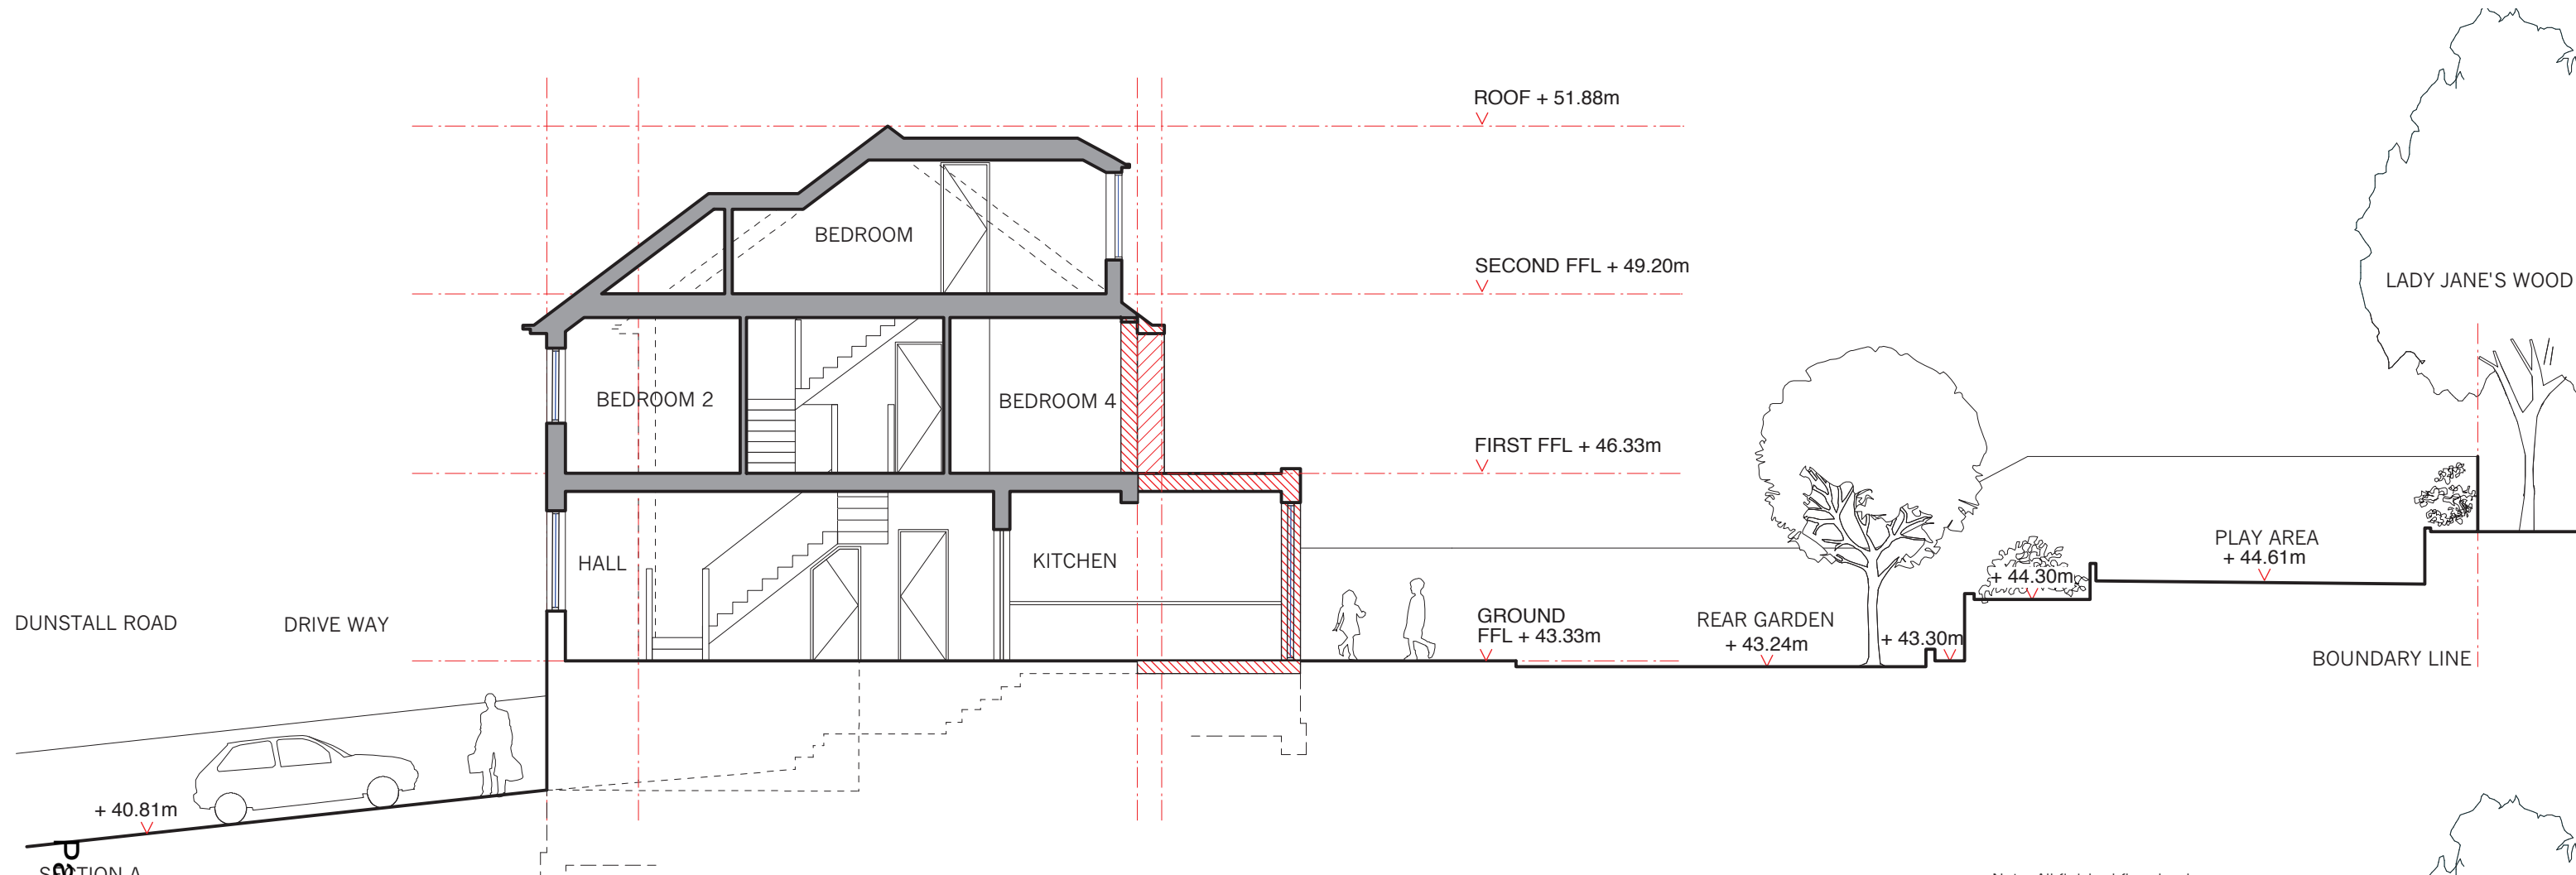 ROOF + 51.88m
BEDROOM
SECOND FFL + 49.20m
LADY JANE'S WOOD
BEDROOM 2
BEDROOM 4
FIRST FFL + 46.33m
HALL
KITCHEN
PLAY AREA
+ 44.61m
+ 44.30m
DUNSTALL ROAD
DRIVE WAY
GROUND
FFL + 43.33m
REAR GARDEN
+ 43.24m
+ 43.30m
BOUNDARY LINE
+ 40.81m